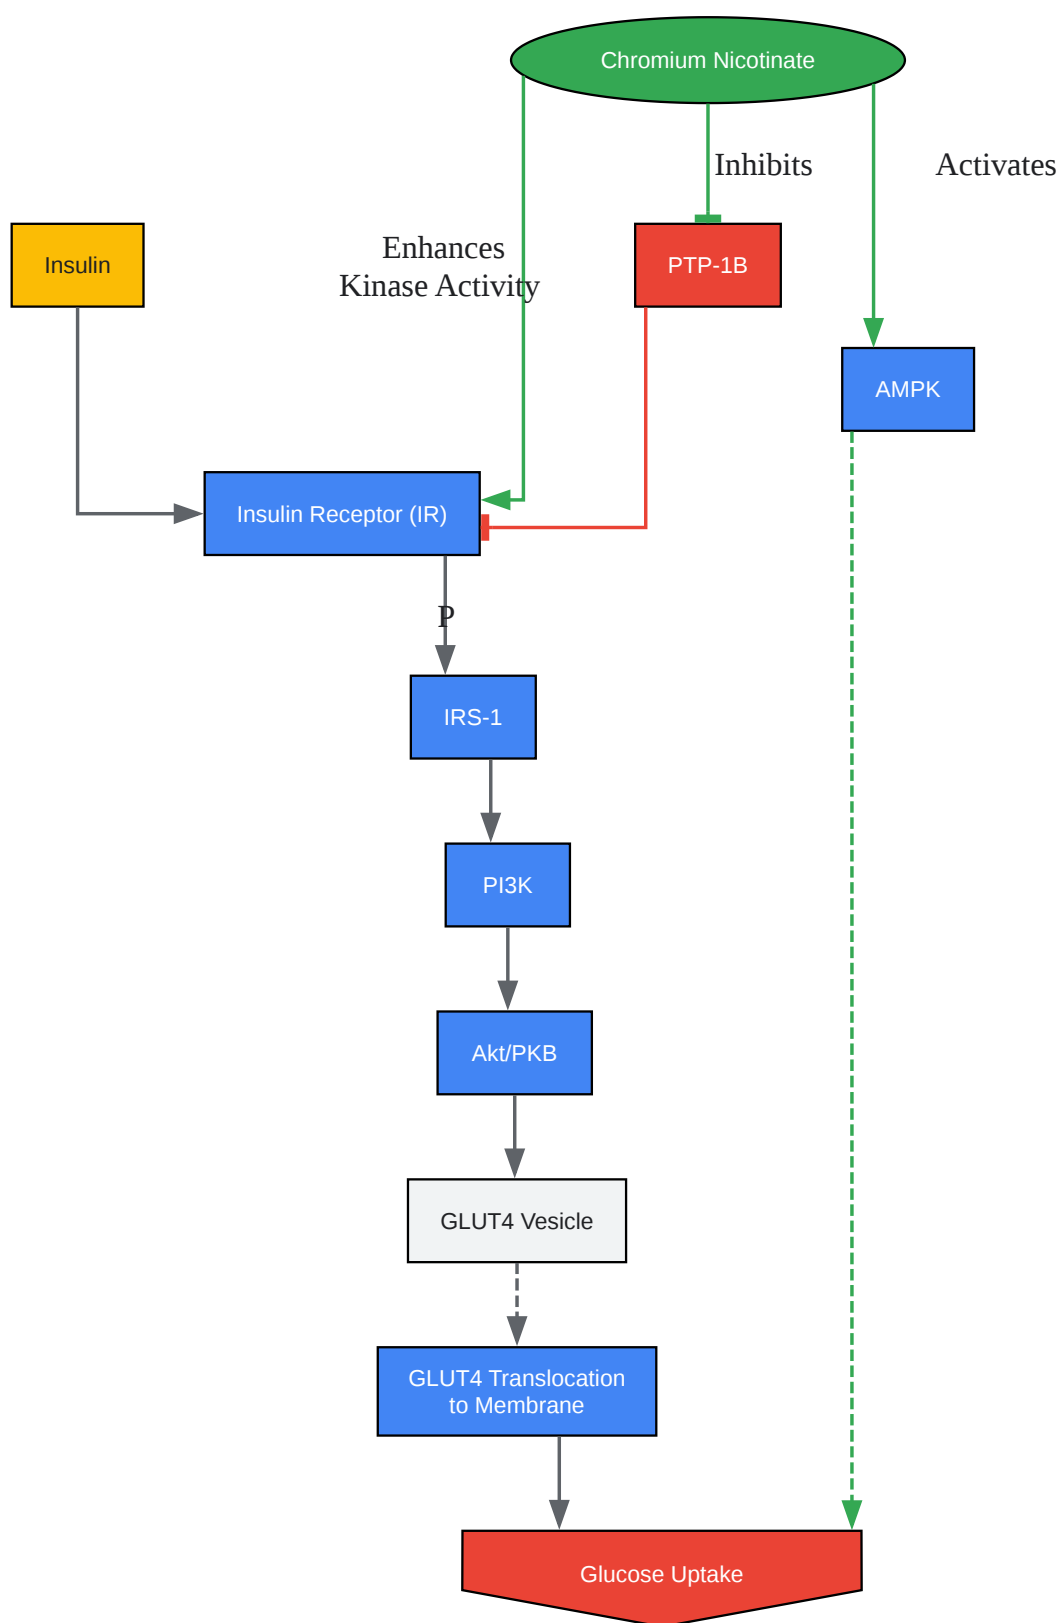 Chromium Nicotinate
Inhibits
Activates
Enhances
Kinase Activity
Insulin
PTP-1B
AMPK
Insulin Receptor (IR)
P
IRS-1
PI3K
Akt/PKB
GLUT4 Vesicle
GLUT4 Translocation
to Membrane
Glucose Uptake